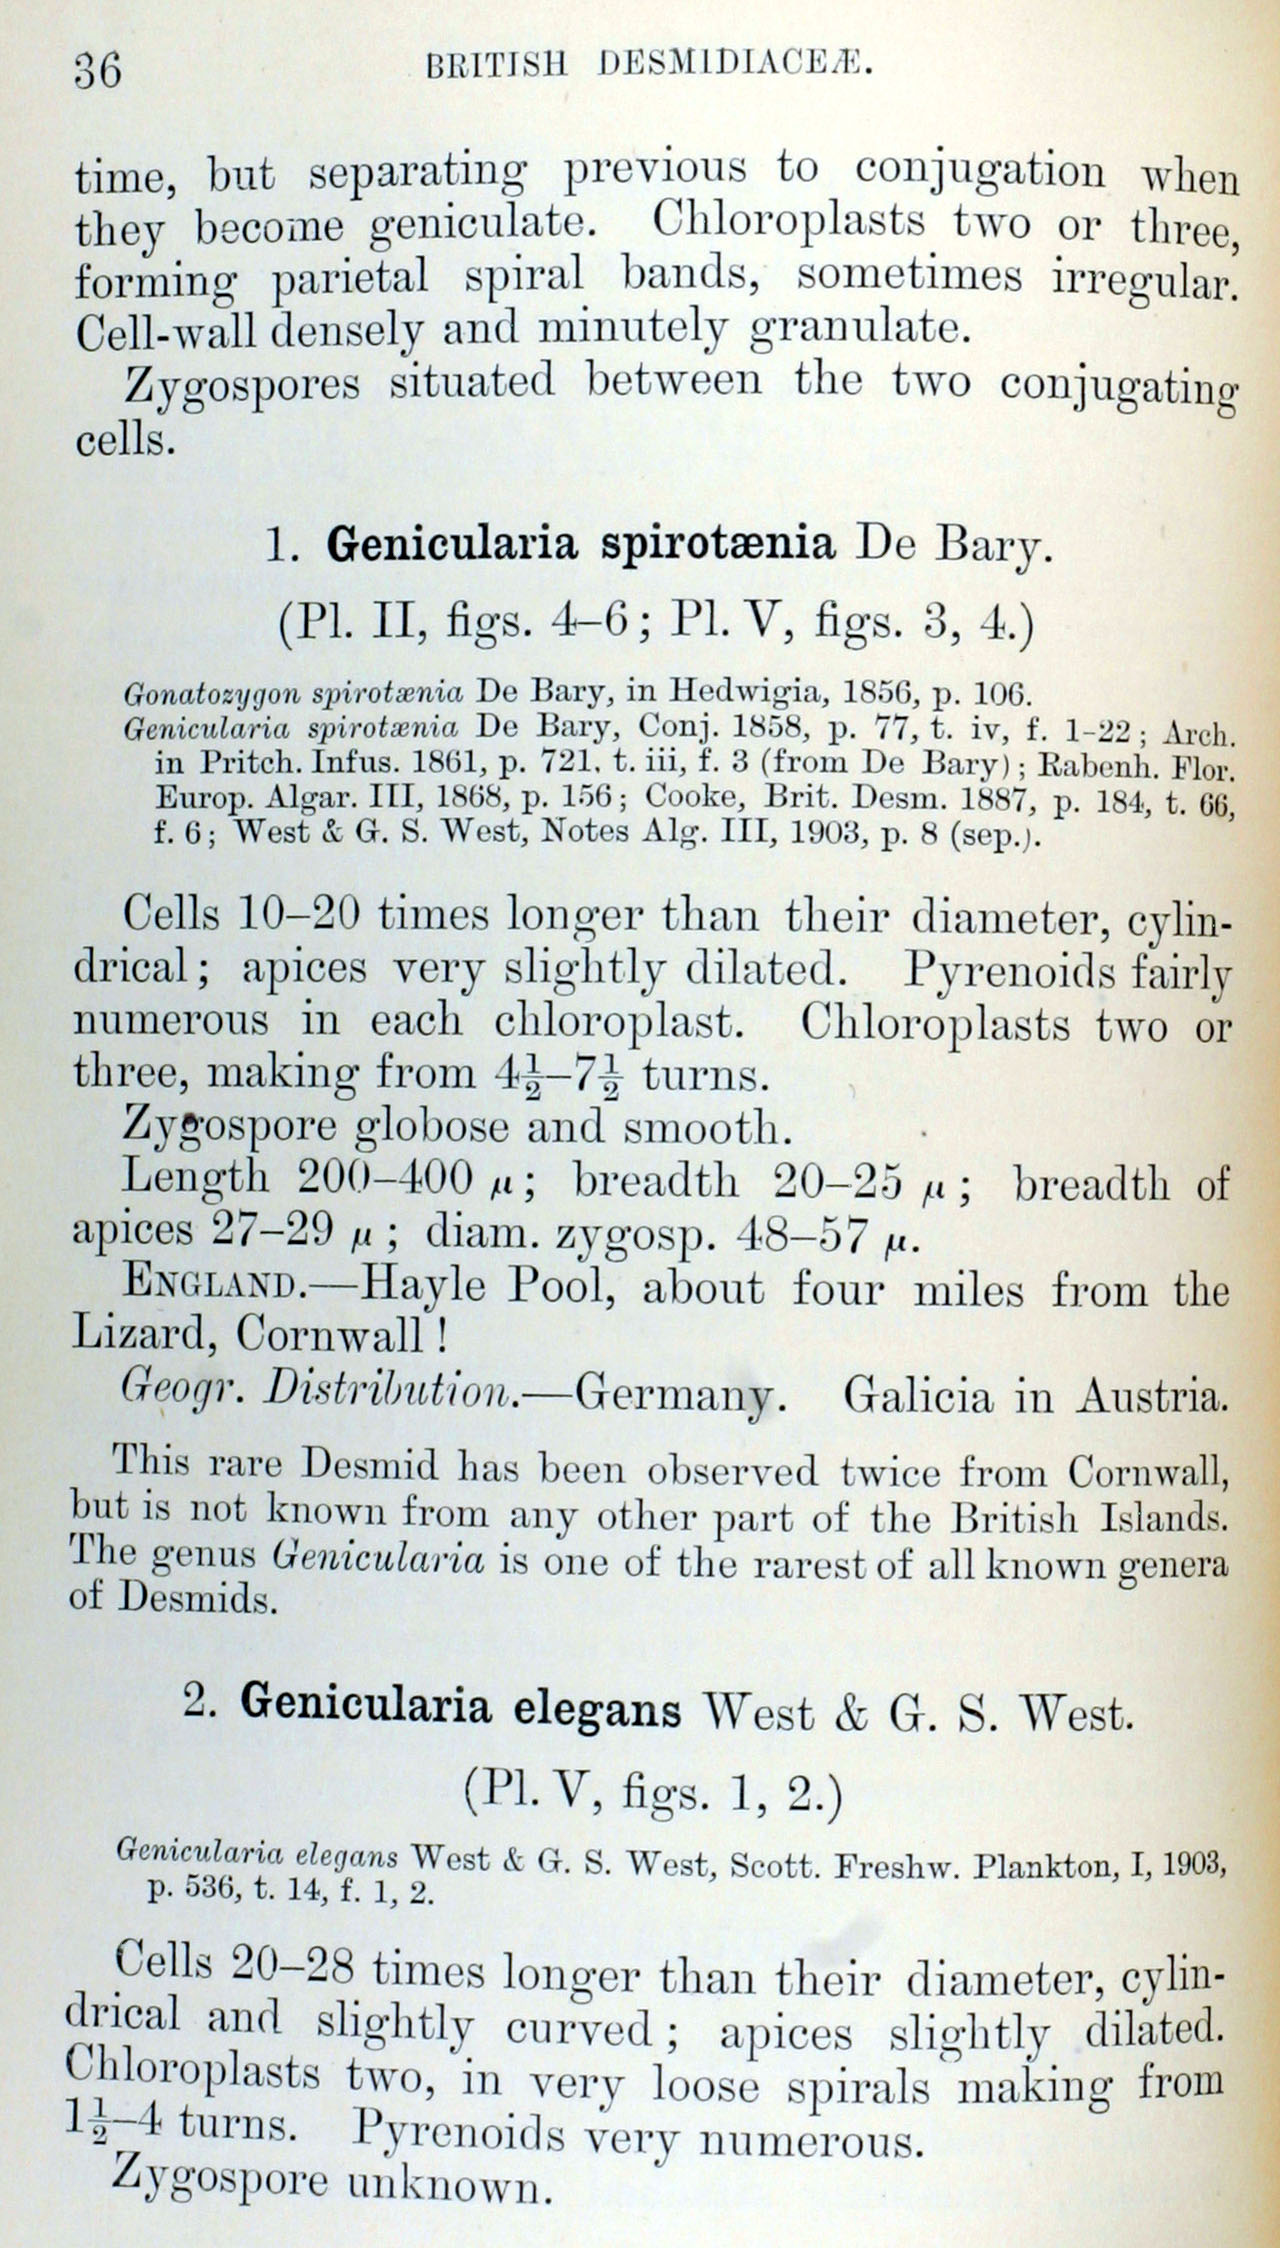 36
BRITISH DESMIDIACEÆ.
time, but separating previous to conjugation when
they become geniculate. Chloroplasts two or three,
forming parietal spiral bands, sometimes irregular.
Cell-wall densely and minutely granulate.
Zygospores situated between the two conjugating
cells.
1. Genicularia spirotænia De Bary.
(Pl. II, figs. 4–6; Pl. V, figs. 3, 4.)
Gonatozygon spirotænia De Bary, in Hedwigia, 1856, p. 106.
Genicularia spirotænia De Bary, Conj. 1858, p. 77, t. iv, f. 1–22; Arch.
in Pritch. Infus. 1861, p. 721, t. iii, f. 3 (from De Bary); Rabenh. Flor.
Europ. Algar. III, 1868, p. 156; Cooke, Brit. Desm. 1887, p. 184, t. 66,
f. 6; West & G. S. West, Notes Alg. III, 1903, p. 8 (sep.).
Cells 10–20 times longer than their diameter, cylin-
drical; apices very slightly dilated. Pyrenoids fairly
numerous in each chloroplast. Chloroplasts two or
three, making from 4½–7½ turns.
Zygospore globose and smooth.
Length 200–400 μ; breadth 20–25 μ; breadth of
apices 27–29 μ; diam. zygosp. 48–57 μ.
ENGLAND.—Hayle Pool, about four miles from the
Lizard, Cornwall!
Geogr. Distribution.—Germany. Galicia in Austria.
This rare Desmid has been observed twice from Cornwall,
but is not known from any other part of the British Islands.
The genus Genicularia is one of the rarest of all known genera
of Desmids.
2. Genicularia elegans West & G. S. West.
(Pl. V, figs. 1, 2.)
Genicularia elegans West & G. S. West, Scott. Freshw. Plankton, I, 1903,
p. 536, t. 14, f. 1, 2.
Cells 20–28 times longer than their diameter, cylin-
drical and slightly curved; apices slightly dilated.
Chloroplasts two, in very loose spirals making from
1½–4 turns. Pyrenoids very numerous.
Zygospore unknown.